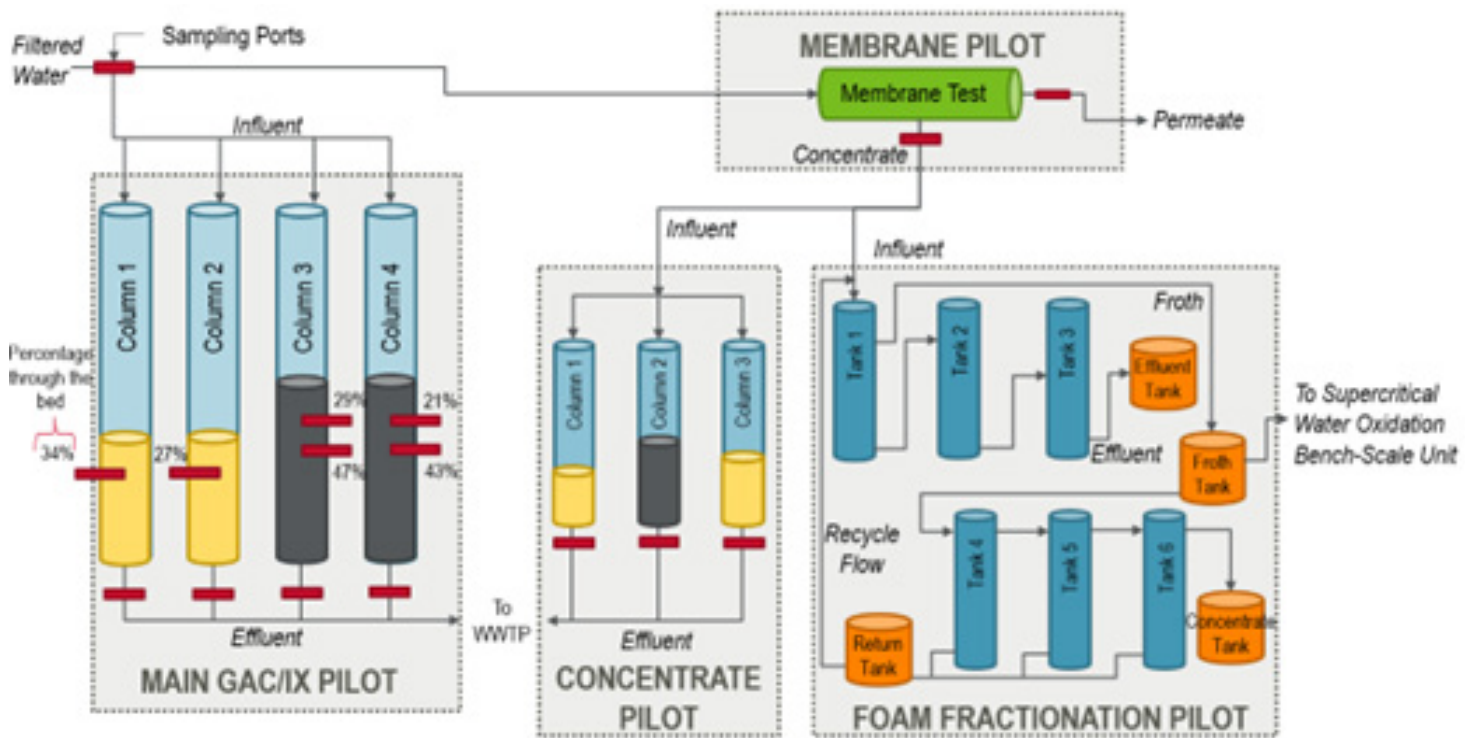 Filtered
Water
Sampling Ports
Influent
Column 1
Column 2
Column 3
Column 4
Percentage
through the
bed
34%
27%
29%
47%
21%
43%
Effluent
MAIN GAC/IX PILOT
To
WWTP
MEMBRANE PILOT
Membrane Test
Permeate
Concentrate
Influent
Column 1
Column 2
Column 3
Effluent
CONCENTRATE
PILOT
Influent
Tank 1
Tank 2
Tank 3
Froth
Effluent
Tank
Effluent
Froth
Tank
To Supercritical
Water Oxidation
Bench-Scale Unit
Recycle
Flow
Tank 4
Tank 5
Tank 6
Return
Tank
Concentrate
Tank
FOAM FRACTIONATION PILOT